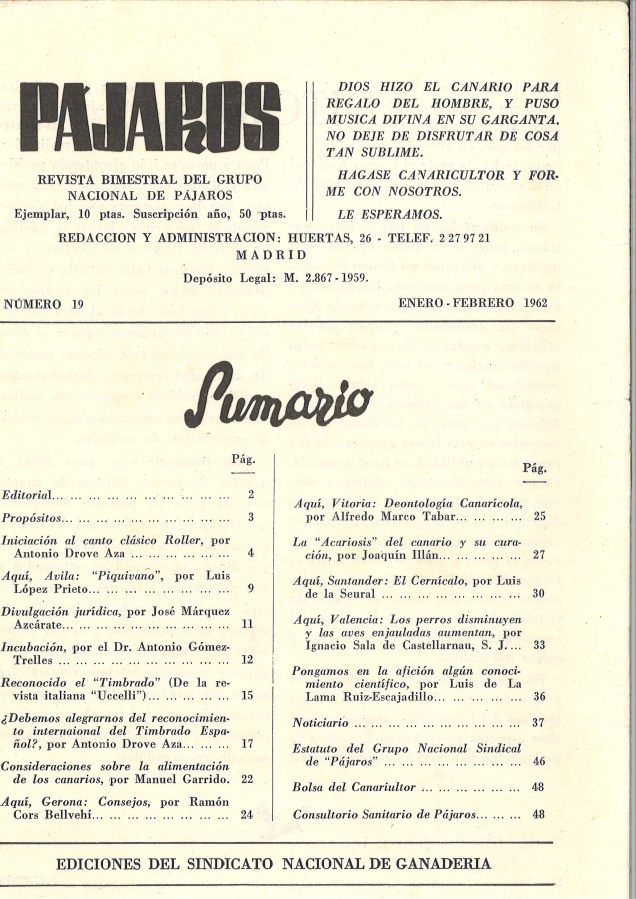 PÁJAROS
REVISTA BIMESTRAL DEL GRUPO
NACIONAL DE PÁJAROS
Ejemplar, 10 ptas. Suscripción año, 50 ptas.
DIOS HIZO EL CANARIO PARA
REGALO DEL HOMBRE, Y PUSO
MUSICA DIVINA EN SU GARGANTA.
NO DEJE DE DISFRUTAR DE COSA
TAN SUBLIME.
HAGASE CANARICULTOR Y FOR-
ME CON NOSOTROS.
LE ESPERAMOS.
REDACCION Y ADMINISTRACION: HUERTAS, 26 - TELEF. 2 27 97 21
MADRID
Depósito Legal: M. 2.867-1959.
NÚMERO 19
ENERO-FEBRERO 1962
Sumario
Pág.
Editorial... ... ... ... ... ... ... ... ... ... 2
Propósitos... ... ... ... ... ... ... ... ... ... 3
Iniciación al canto clásico Roller, por
Antonio Drove Aza ... ... ... ... ... ... 4
Aquí, Avila: "Piquivano", por Luis
López Prieto... ... ... ... ... ... ... ... 9
Divulgación jurídica, por José Márquez
Azcárate... ... ... ... ... ... ... ... ... ... 11
Incubación, por el Dr. Antonio Gómez-
Trelles ... ... ... ... ... ... ... ... ... ... 12
Reconocido el "Timbrado" (De la re-
vista italiana "Uccelli")... ... ... ... ... 15
¿Debemos alegrarnos del reconocimien-
to internaional del Timbrado Espa-
ñol?, por Antonio Drove Aza... ... ... 17
Consideraciones sobre la alimentación
de los canarios, por Manuel Garrido. 22
Aquí, Gerona: Consejos, por Ramón
Cors Bellvehí... ... ... ... ... ... ... ... 24
Pág.
Aquí, Vitoria: Deontología Canarícola,
por Alfredo Marco Tabar... ... ... ... 25
La "Acariosis" del canario y su cura-
ción, por Joaquín Illán... ... ... ... ... 27
Aquí, Santander: El Cernícalo, por Luis
de la Seural ... ... ... ... ... ... ... ... 30
Aquí, Valencia: Los perros disminuyen
y las aves enjauladas aumentan, por
Ignacio Sala de Castellarnau, S. J. ... 33
Pongamos en la afición algún conoci-
miento científico, por Luis de La
Lama Ruiz-Escajadillo... ... ... ... ... 36
Noticiario ... ... ... ... ... ... ... ... ... 37
Estatuto del Grupo Nacional Sindical
de "Pájaros" ... ... ... ... ... ... ... ... 46
Bolsa del Canariultor ... ... ... ... ... ... 48
Consultorio Sanitario de Pájaros... ... ... 48
EDICIONES DEL SINDICATO NACIONAL DE GANADERIA